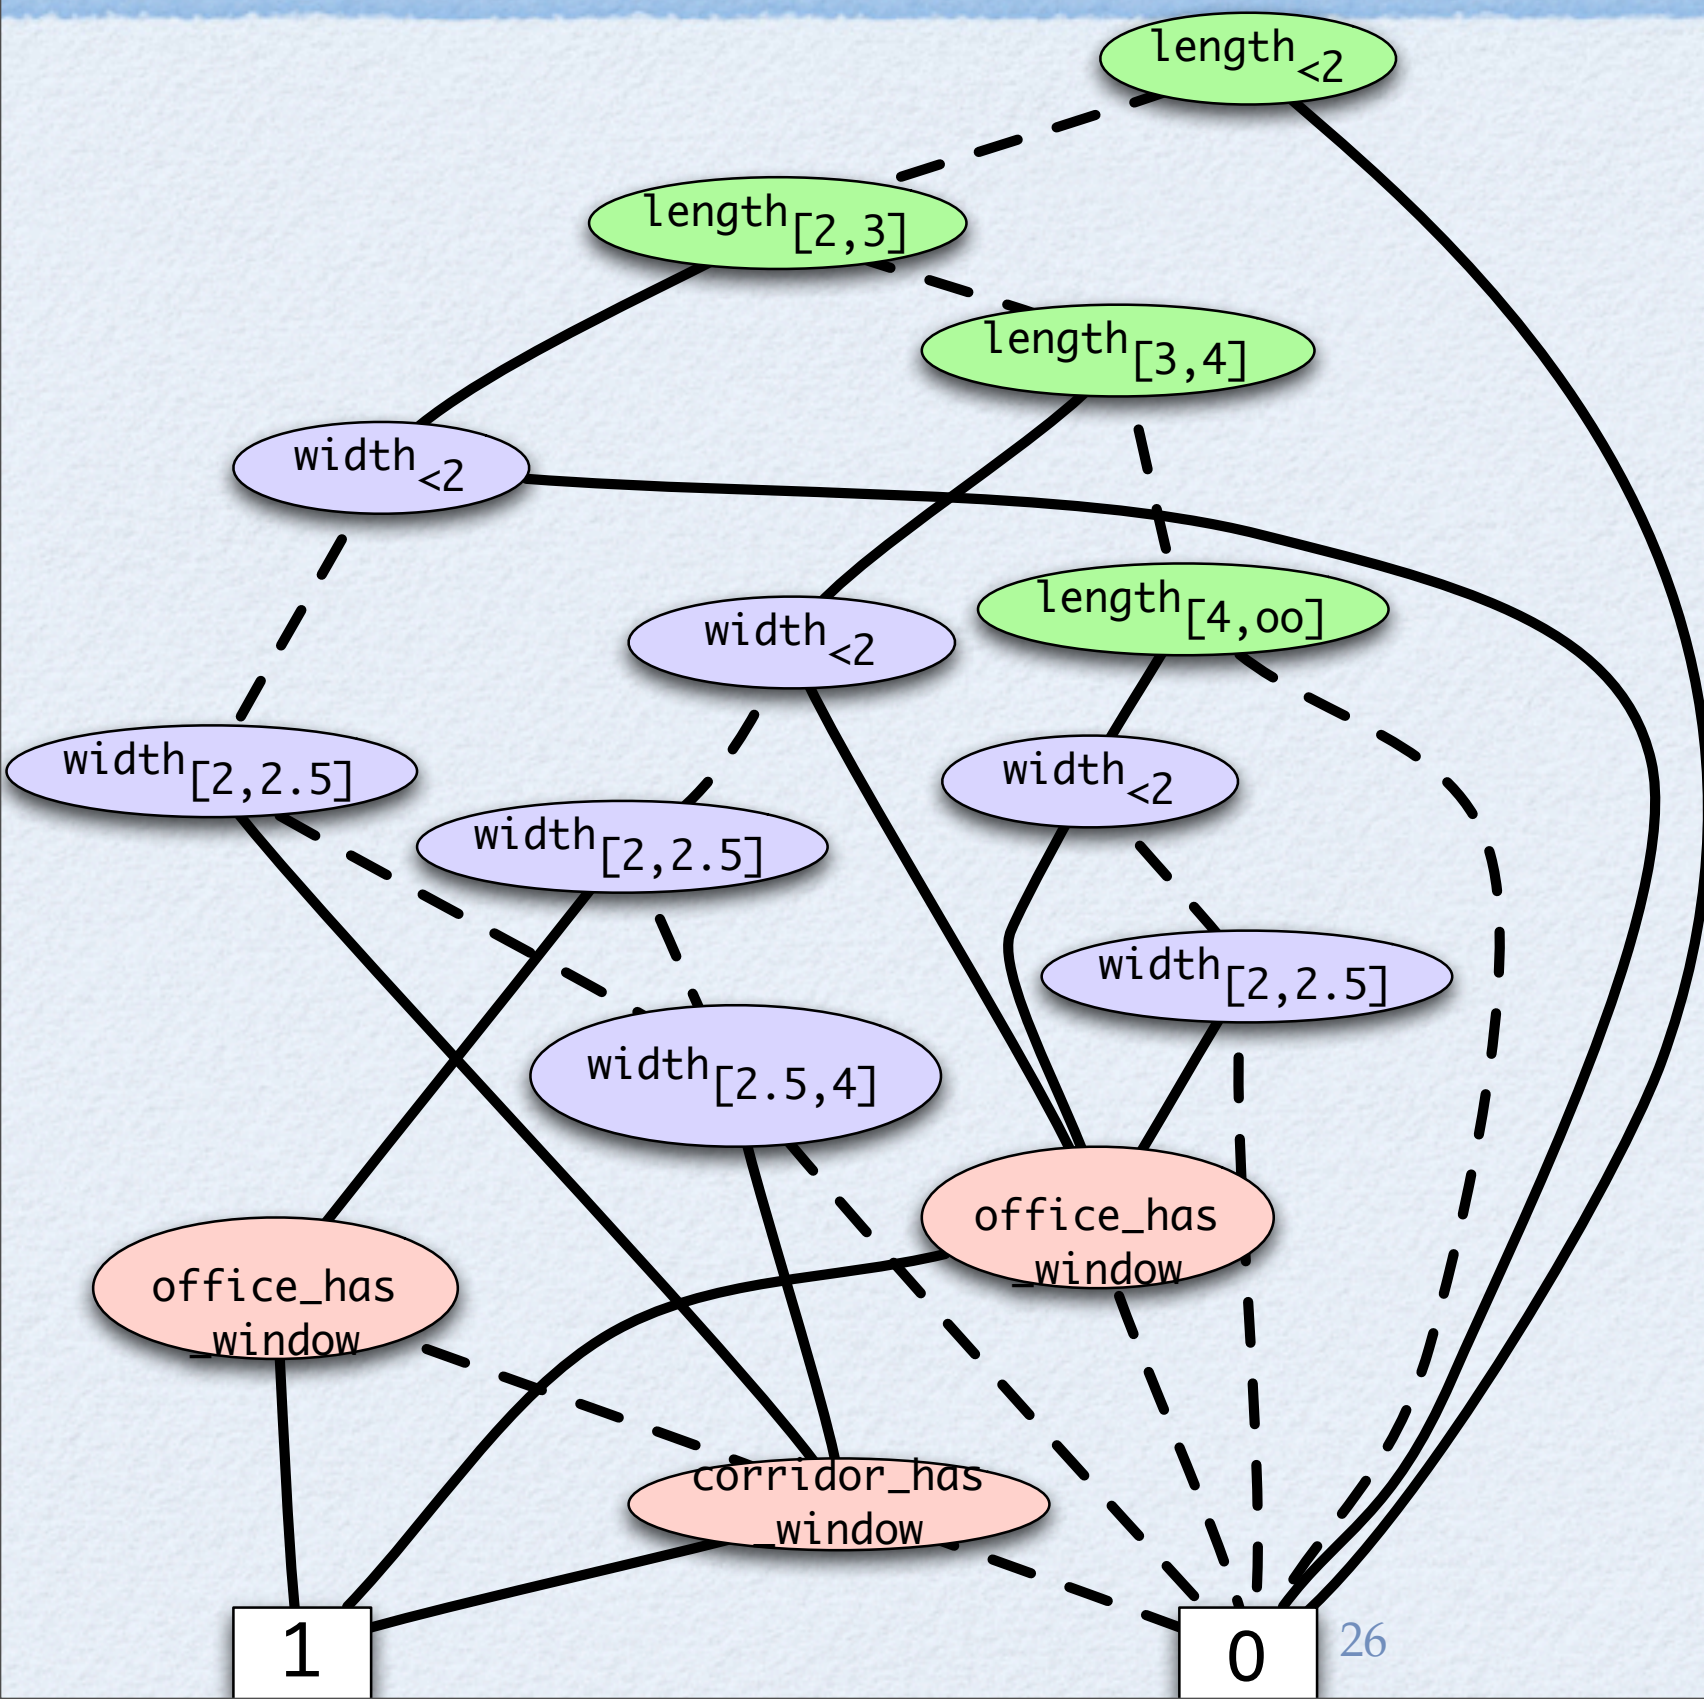 length<2
length[2,3]
length[3,4]
width<2
length[4,oo]
width<2
width[2,2.5]
width<2
width[2,2.5]
width[2,2.5]
width[2.5,4]
office_has
_window
office_has
_window
corridor_has
_window
1
0
26